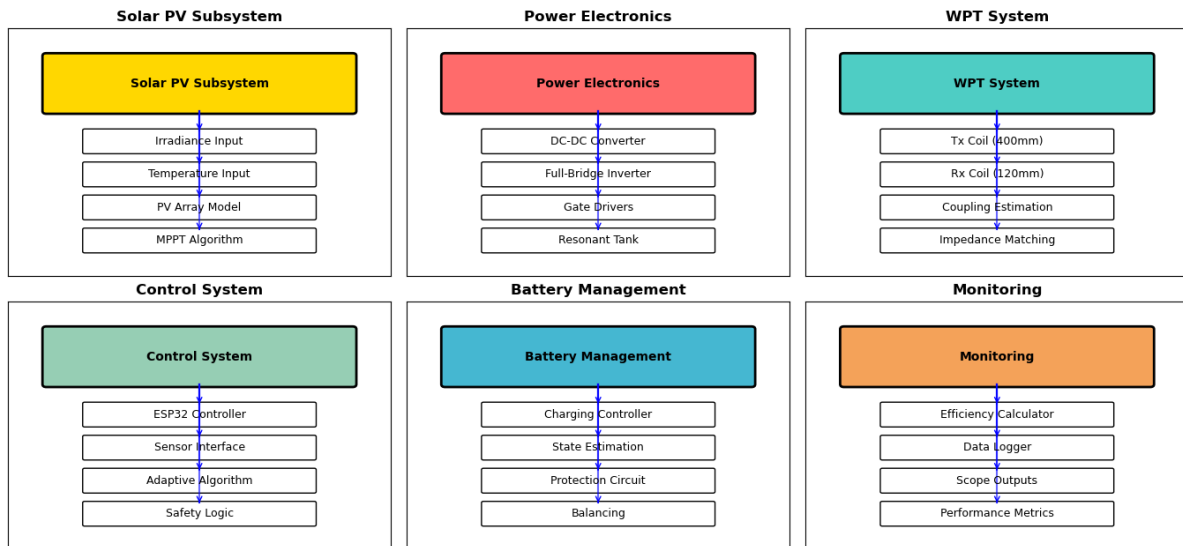 Solar PV Subsystem
Solar PV Subsystem
Irradiance Input
Temperature Input
PV Array Model
MPPT Algorithm
Power Electronics
Power Electronics
DC-DC Converter
Full-Bridge Inverter
Gate Drivers
Resonant Tank
WPT System
WPT System
Tx Coil (400mm)
Rx Coil (120mm)
Coupling Estimation
Impedance Matching
Control System
Control System
ESP32 Controller
Sensor Interface
Adaptive Algorithm
Safety Logic
Battery Management
Battery Management
Charging Controller
State Estimation
Protection Circuit
Balancing
Monitoring
Monitoring
Efficiency Calculator
Data Logger
Scope Outputs
Performance Metrics